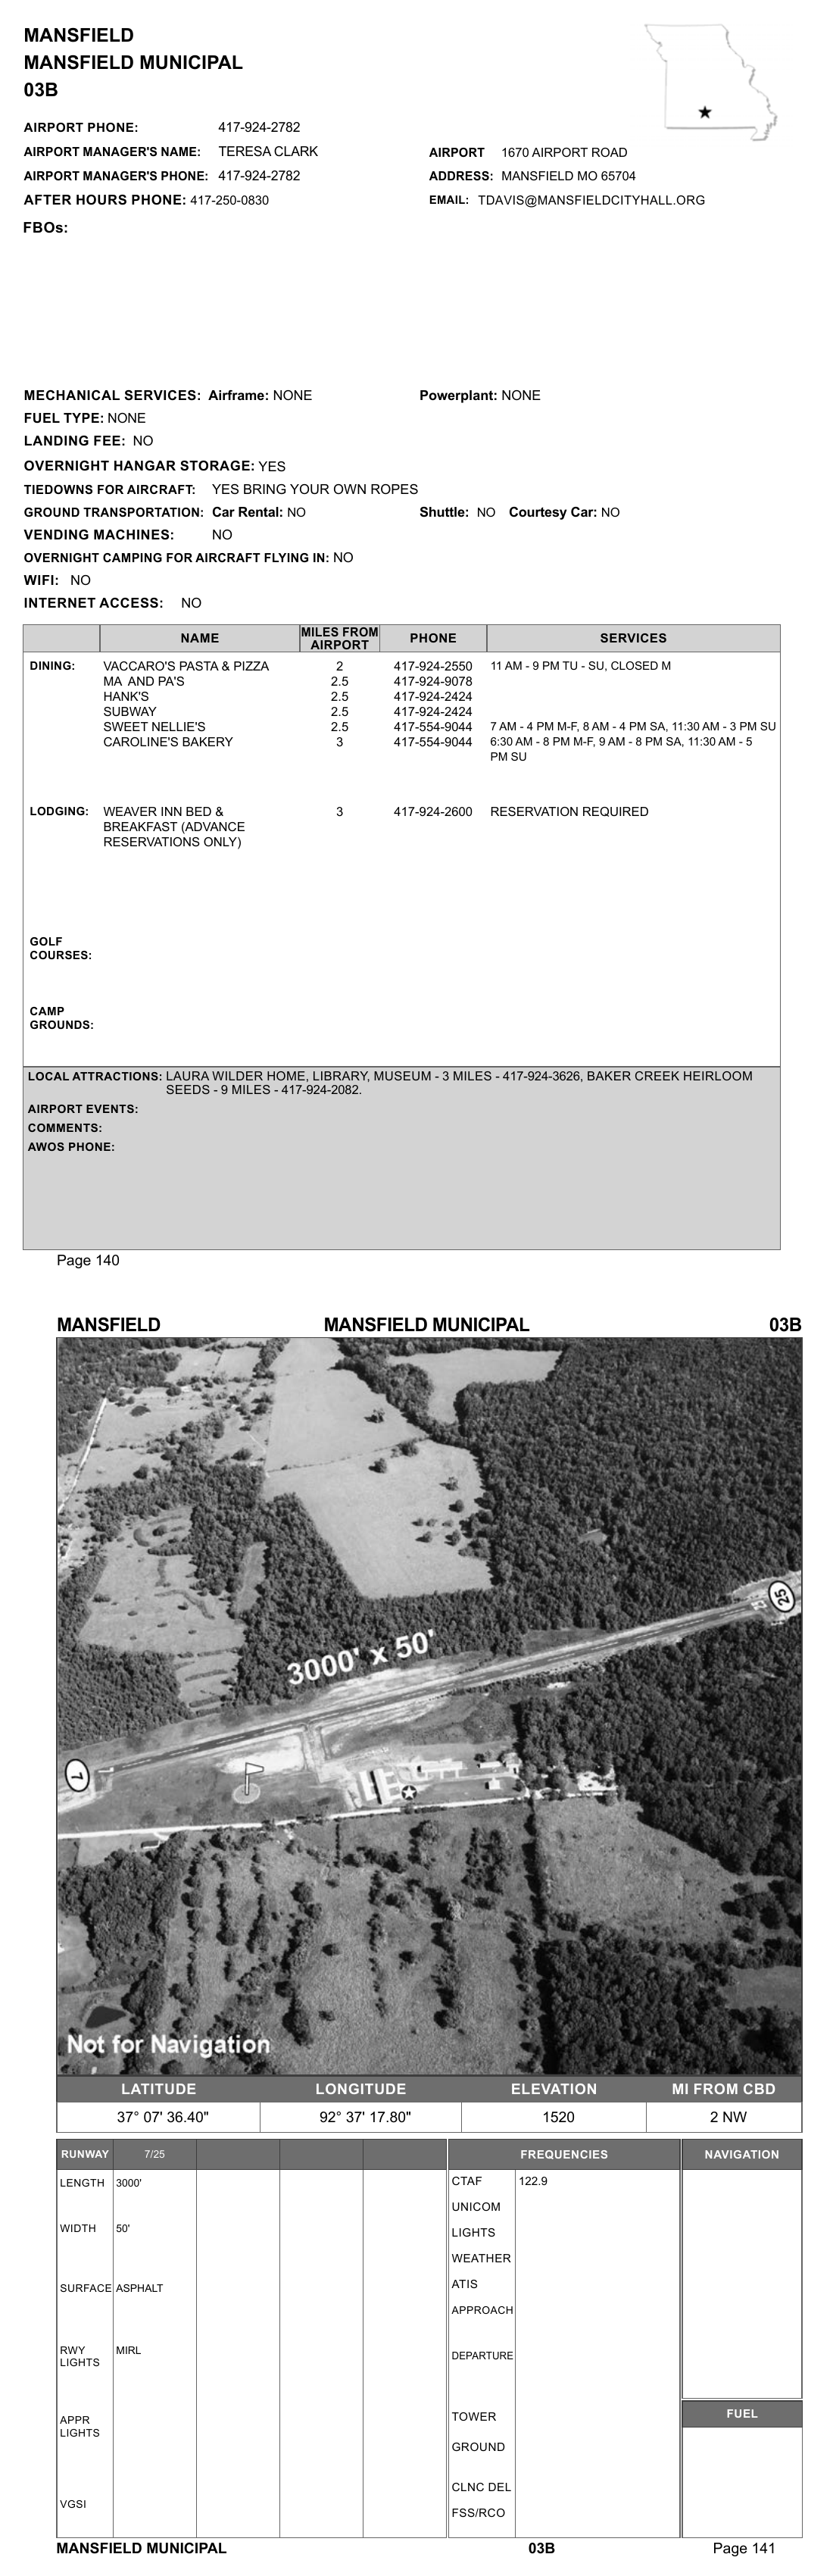 MANSFIELD
MANSFIELD MUNICIPAL
03B
AIRPORT PHONE: 417-924-2782
AIRPORT MANAGER'S NAME: TERESA CLARK AIRPORT 1670 AIRPORT ROAD
AIRPORT MANAGER'S PHONE: 417-924-2782 ADDRESS: MANSFIELD MO 65704
AFTER HOURS PHONE: 417-250-0830 EMAIL: TDAVIS@MANSFIELDCITYHALL.ORG
FBOs:
MECHANICAL SERVICES: Airframe: NONE Powerplant: NONE
FUEL TYPE: NONE
LANDING FEE: NO
OVERNIGHT HANGAR STORAGE: YES
TIEDOWNS FOR AIRCRAFT: YES BRING YOUR OWN ROPES
GROUND TRANSPORTATION: Car Rental: NO Shuttle: NO Courtesy Car: NO
VENDING MACHINES: NO
OVERNIGHT CAMPING FOR AIRCRAFT FLYING IN: NO
WIFI: NO
INTERNET ACCESS: NO
NAME MILES FROM AIRPORT PHONE SERVICES
DINING: VACCARO'S PASTA & PIZZA 2 417-924-2550 11 AM - 9 PM TU - SU, CLOSED M
MA AND PA'S 2.5 417-924-9078
HANK'S 2.5 417-924-2424
SUBWAY 2.5 417-924-2424
SWEET NELLIE'S 2.5 417-554-9044 7 AM - 4 PM M-F, 8 AM - 4 PM SA, 11:30 AM - 3 PM SU
CAROLINE'S BAKERY 3 417-554-9044 6:30 AM - 8 PM M-F, 9 AM - 8 PM SA, 11:30 AM - 5
PM SU
LODGING: WEAVER INN BED & 3 417-924-2600 RESERVATION REQUIRED
BREAKFAST (ADVANCE
RESERVATIONS ONLY)
GOLF
COURSES:
CAMP
GROUNDS:
LOCAL ATTRACTIONS: LAURA WILDER HOME, LIBRARY, MUSEUM - 3 MILES - 417-924-3626, BAKER CREEK HEIRLOOM
SEEDS - 9 MILES - 417-924-2082.
AIRPORT EVENTS:
COMMENTS:
AWOS PHONE:
Page 140
MANSFIELD MANSFIELD MUNICIPAL 03B
25
3000' x 50'
7
Not for Navigation
LATITUDE LONGITUDE ELEVATION MI FROM CBD
37° 07' 36.40" 92° 37' 17.80" 1520 2 NW
RUNWAY 7/25 FREQUENCIES NAVIGATION
LENGTH 3000' CTAF 122.9
UNICOM
WIDTH 50'
LIGHTS
WEATHER
ATIS
SURFACE ASPHALT
APPROACH
RWY LIGHTS MIRL
DEPARTURE
FUEL
APPR LIGHTS
TOWER
GROUND
CLNC DEL
VGSI
FSS/RCO
MANSFIELD MUNICIPAL 03B Page 141